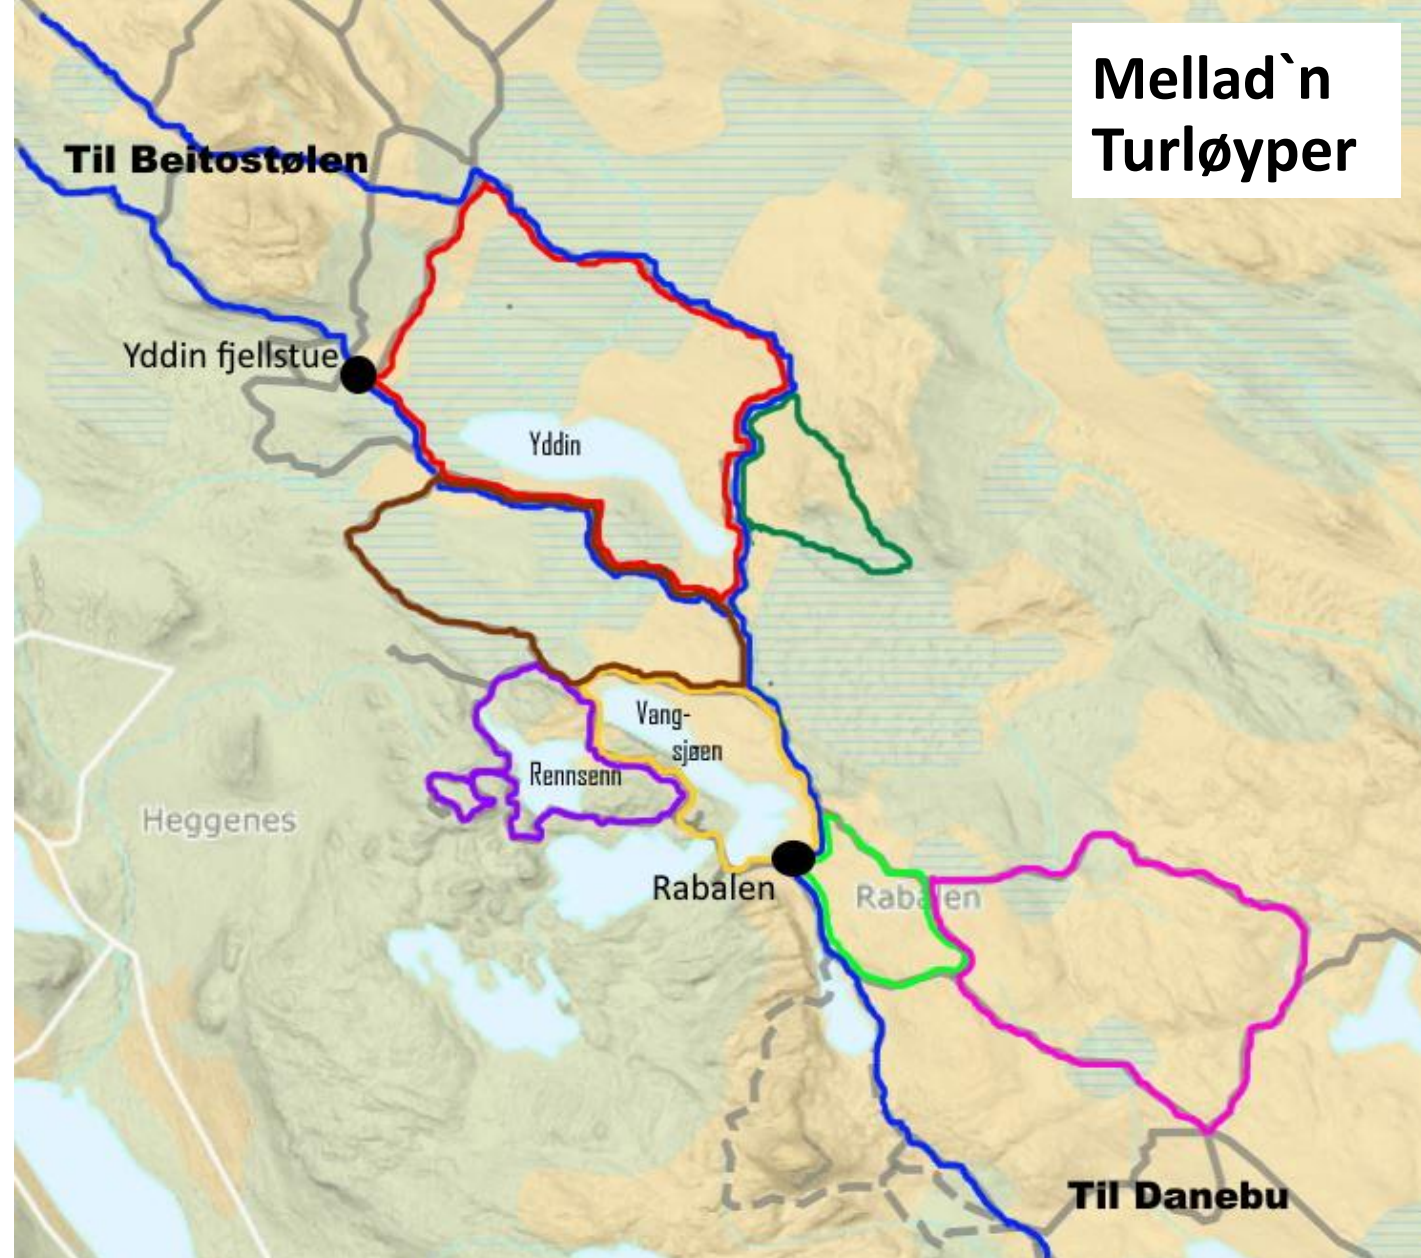 Mellad`n
Turløyper
Til Beitostølen
Yddin fjellstue
Yddin
Vang-
sjøen
Rennsenn
Heggenes
Rabalen
Rabalen
Til Danebu